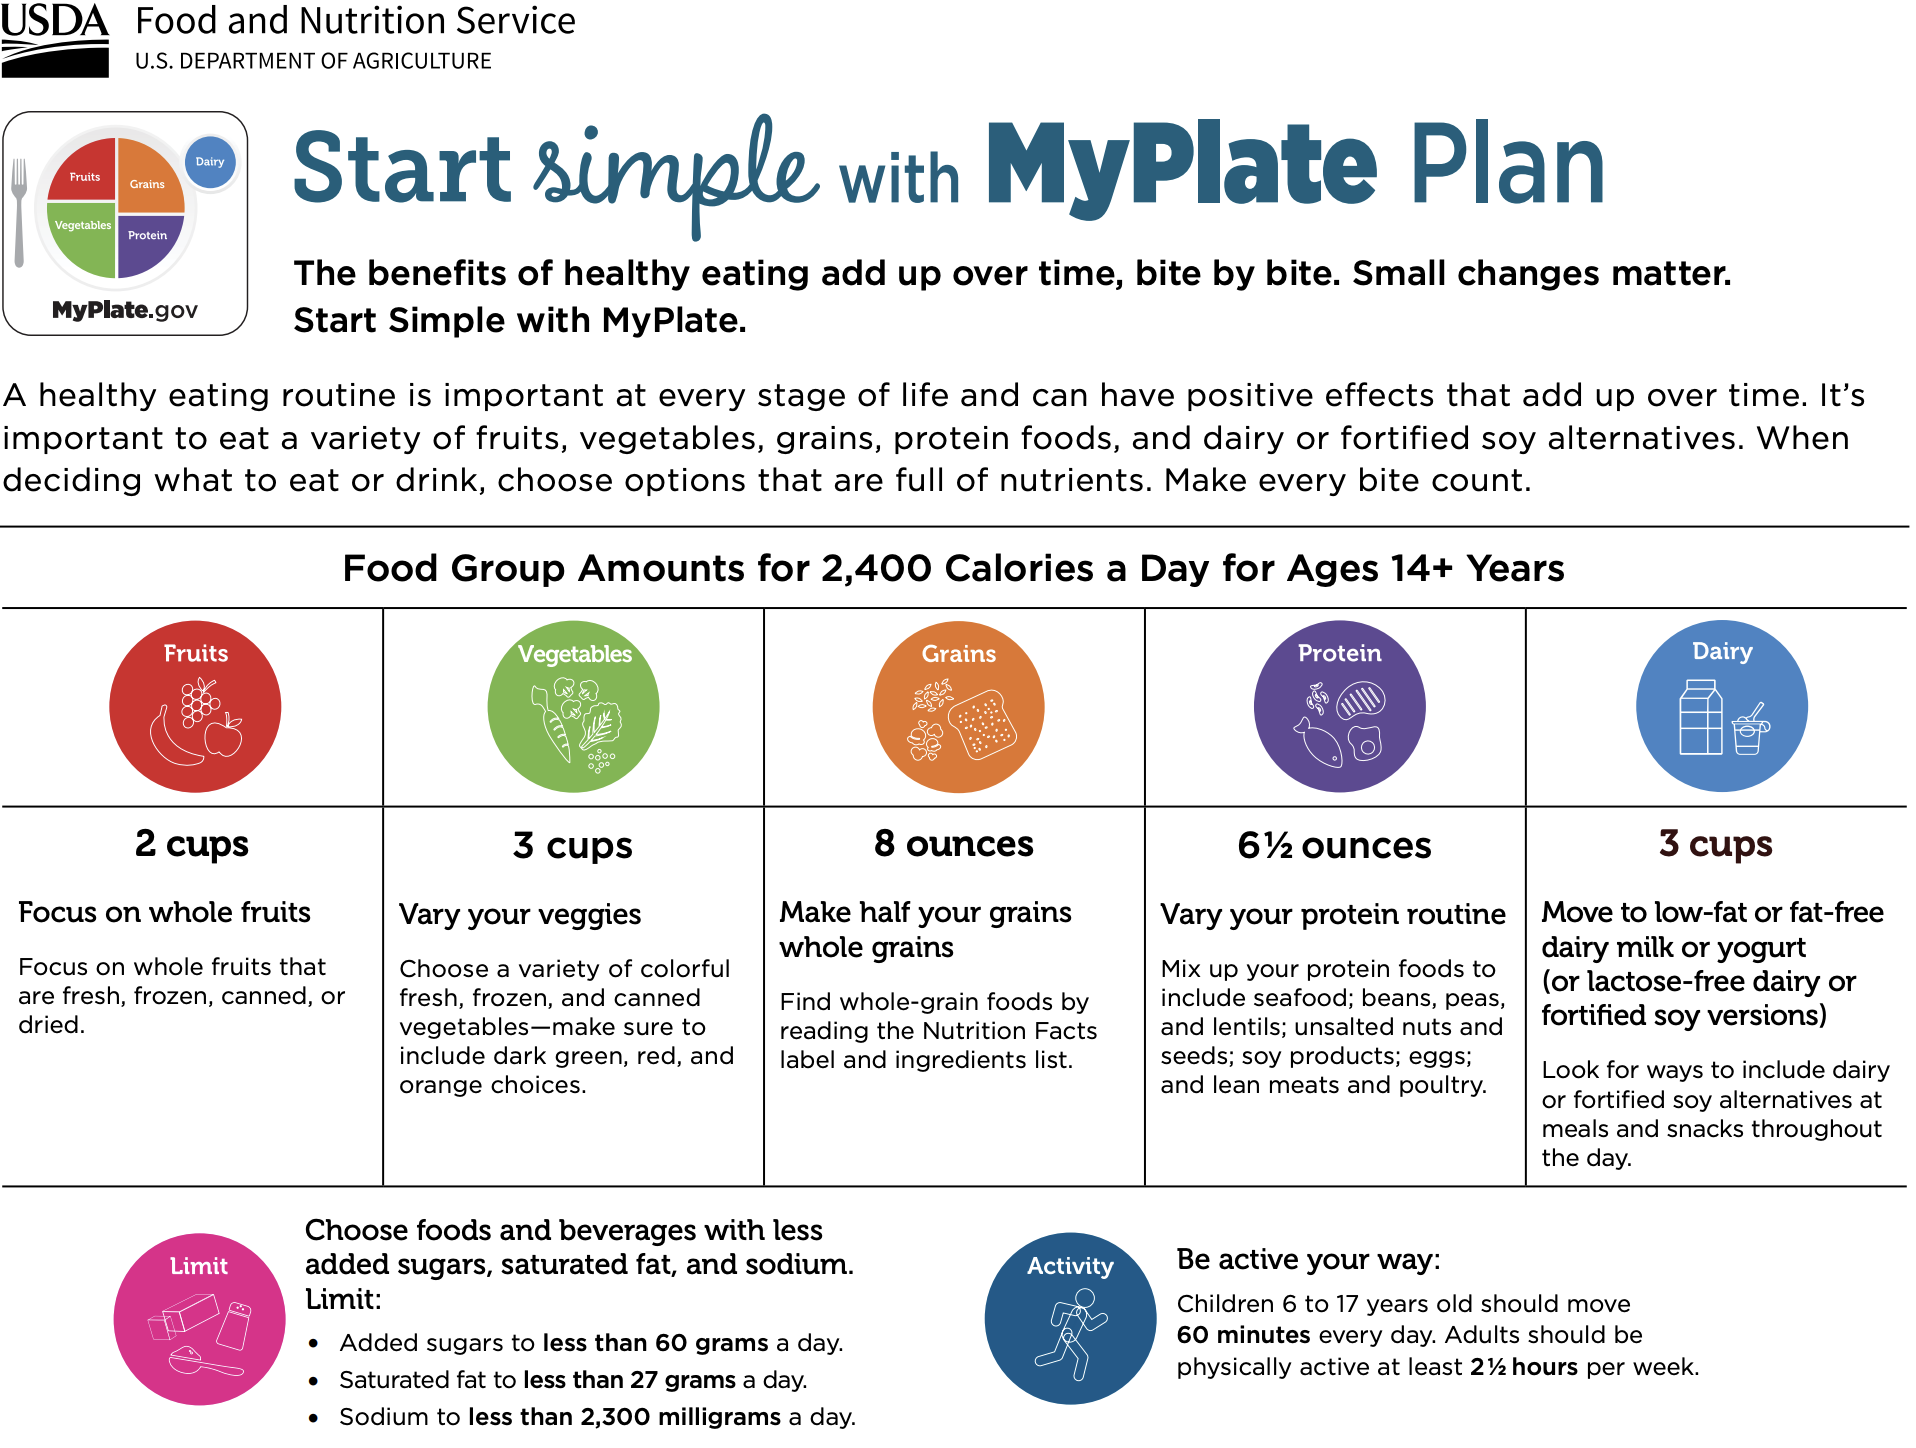 USDA
Food and Nutrition Service
U.S. DEPARTMENT OF AGRICULTURE
Fruits
Grains
Dairy
Vegetables
Protein
MyPlate.gov
Start simple with MyPlate Plan
The benefits of healthy eating add up over time, bite by bite. Small changes matter.
Start Simple with MyPlate.
A healthy eating routine is important at every stage of life and can have positive effects that add up over time. It’s
important to eat a variety of fruits, vegetables, grains, protein foods, and dairy or fortified soy alternatives. When
deciding what to eat or drink, choose options that are full of nutrients. Make every bite count.
Food Group Amounts for 2,400 Calories a Day for Ages 14+ Years
Fruits
2 cups
Focus on whole fruits
Focus on whole fruits that
are fresh, frozen, canned, or
dried.
Vegetables
3 cups
Vary your veggies
Choose a variety of colorful
fresh, frozen, and canned
vegetables—make sure to
include dark green, red, and
orange choices.
Grains
8 ounces
Make half your grains
whole grains
Find whole-grain foods by
reading the Nutrition Facts
label and ingredients list.
Protein
6½ ounces
Vary your protein routine
Mix up your protein foods to
include seafood; beans, peas,
and lentils; unsalted nuts and
seeds; soy products; eggs;
and lean meats and poultry.
Dairy
3 cups
Move to low-fat or fat-free
dairy milk or yogurt
(or lactose-free dairy or
fortified soy versions)
Look for ways to include dairy
or fortified soy alternatives at
meals and snacks throughout
the day.
Limit
Choose foods and beverages with less
added sugars, saturated fat, and sodium.
Limit:
• Added sugars to less than 60 grams a day.
• Saturated fat to less than 27 grams a day.
• Sodium to less than 2,300 milligrams a day.
Activity
Be active your way:
Children 6 to 17 years old should move
60 minutes every day. Adults should be
physically active at least 2½ hours per week.